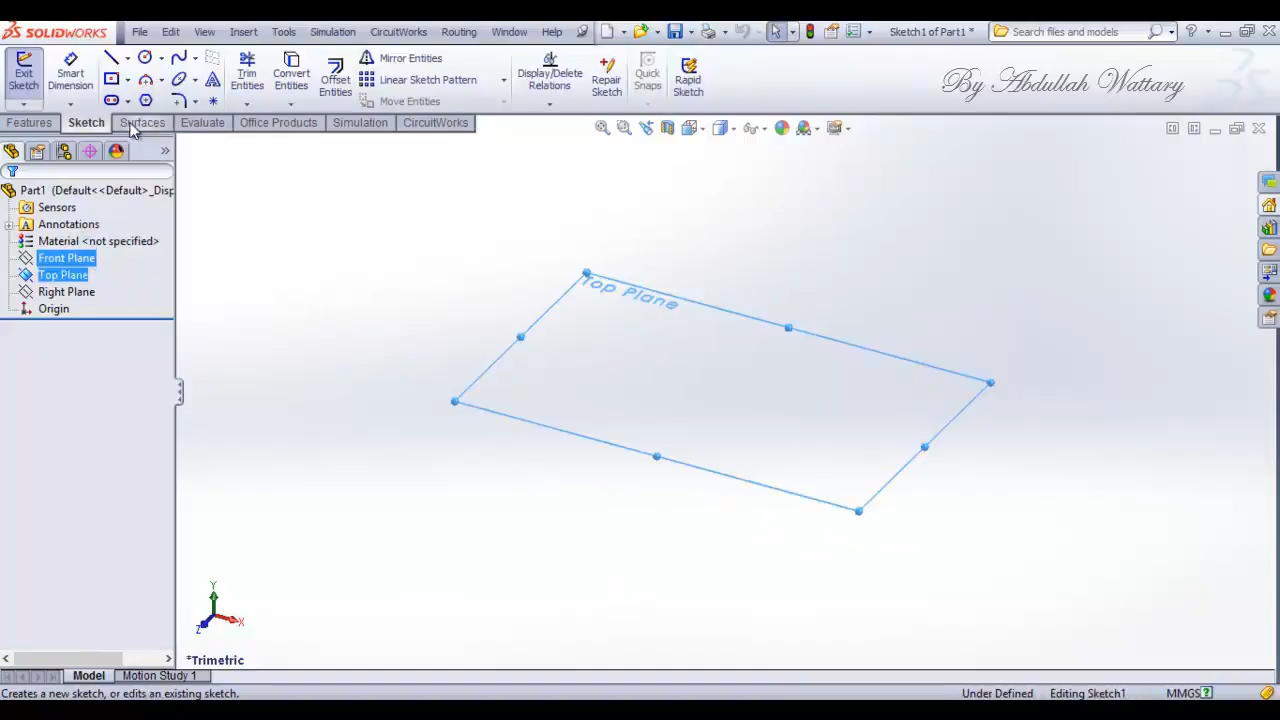 SOLIDWORKS File Edit View Insert Tools Simulation CircuitWorks Routing Window Help Sketch1 of Part1 * Search files and models
Exit Sketch Smart Dimension Trim Entities Convert Entities Offset Entities Mirror Entities Linear Sketch Pattern Move Entities Display/Delete Relations Repair Sketch Quick Snaps Rapid Sketch
By Abdullah Wattary
Features Sketch Surfaces Evaluate Office Products Simulation CircuitWorks
Part1 (Default<<Default>_Disp
Sensors
Annotations
Material <not specified>
Front Plane
Top Plane
Right Plane
Origin
Top Plane
Y
X
Z
*Trimetric
Model Motion Study 1
Creates a new sketch, or edits an existing sketch. Under Defined Editing Sketch1 MMGS